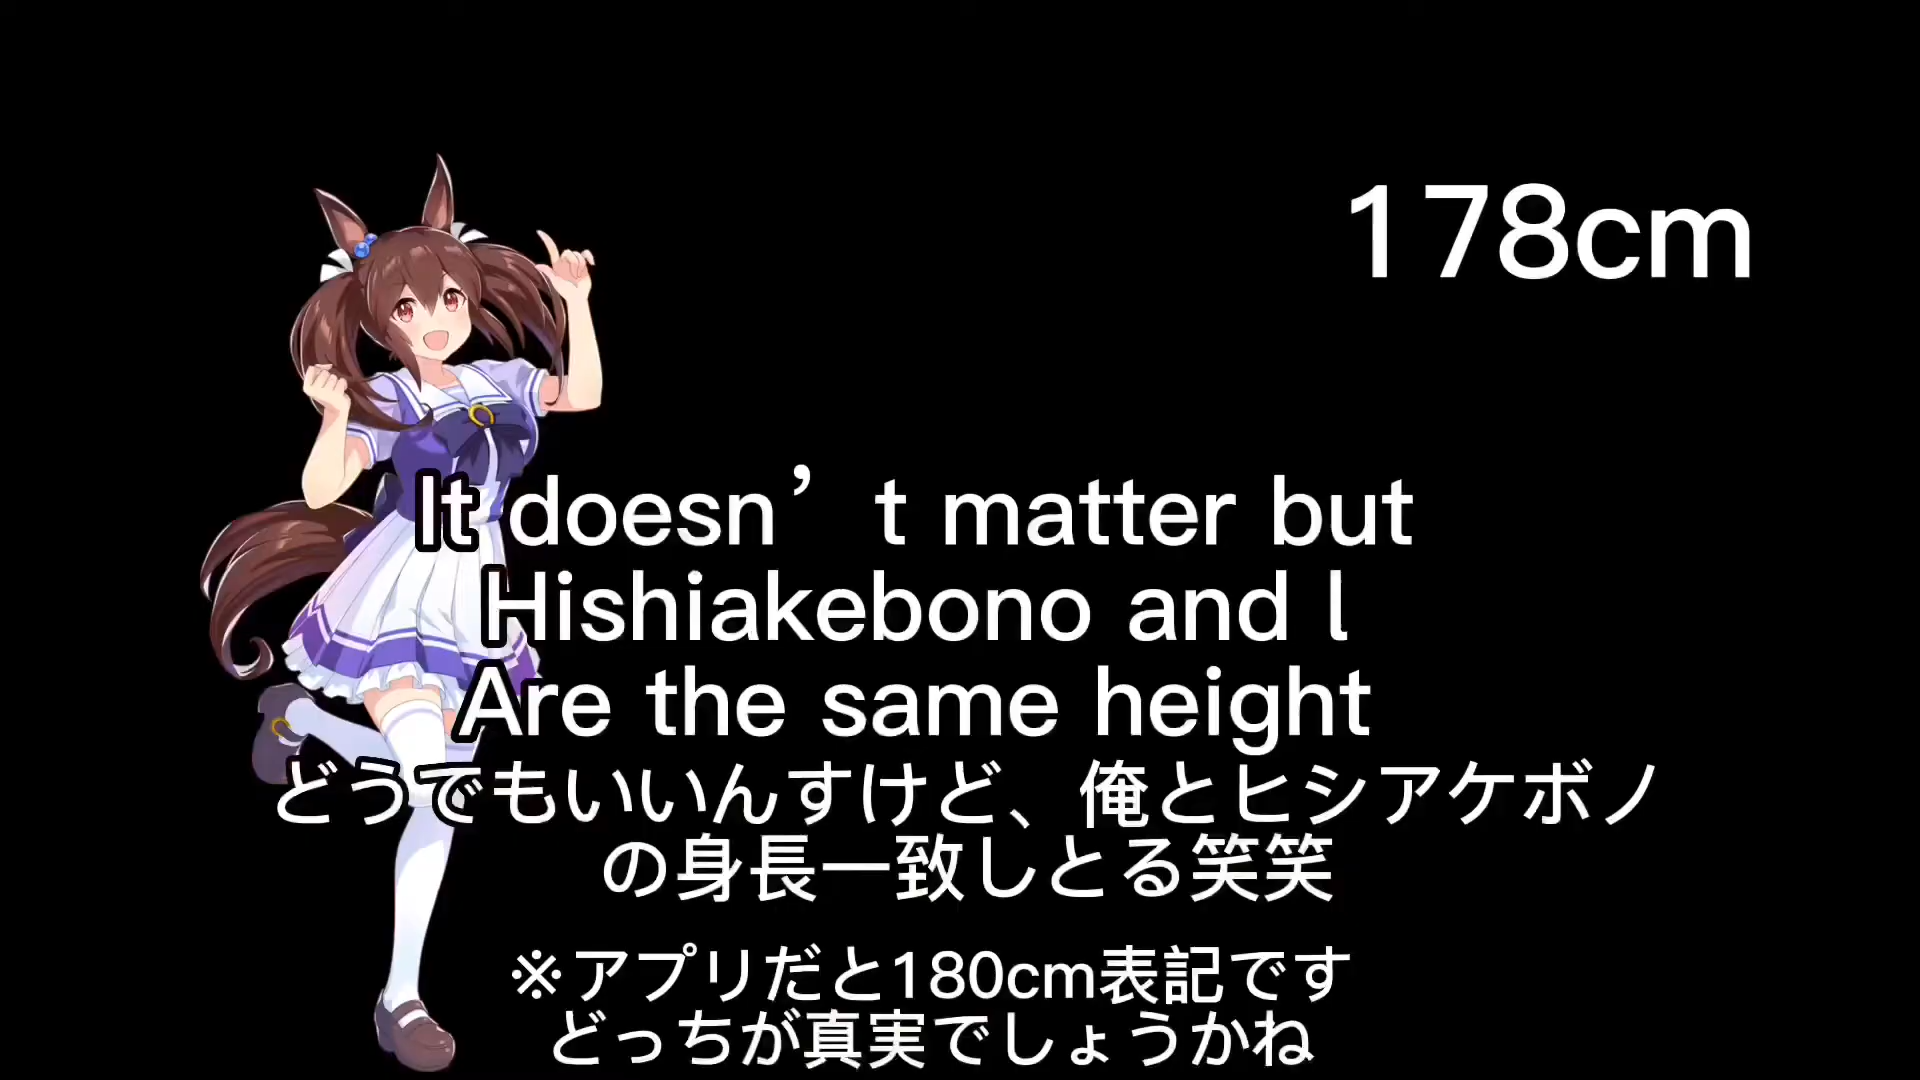 178cm
It doesn’t matter but
Hishiakebono and l
Are the same height
どうでもいいんすけど、俺とヒシアケボノ
の身長一致しとる笑笑
※アプリだと180cm表記です
どっちが真実でしょうかね